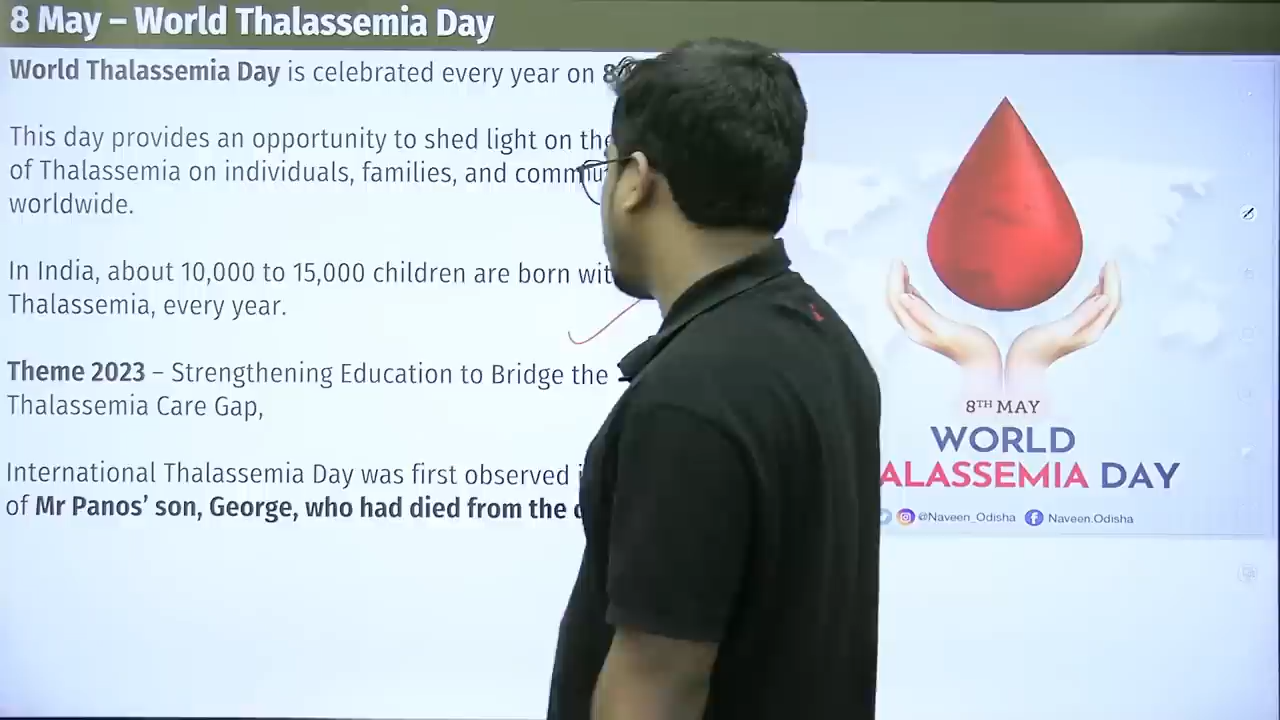 8 May – World Thalassemia Day
World Thalassemia Day is celebrated every year on 8
This day provides an opportunity to shed light on the
of Thalassemia on individuals, families, and
worldwide.
In India, about 10,000 to 15,000 children are born
Thalassemia, every year.
Theme 2023 – Strengthening Education to Bridge the
Thalassemia Care Gap,
International Thalassemia Day was first observed
of Mr Panos’ son, George, who had died from the
8TH MAY
WORLD
ALASSEMIA DAY
@Naveen_Odisha Naveen.Odisha